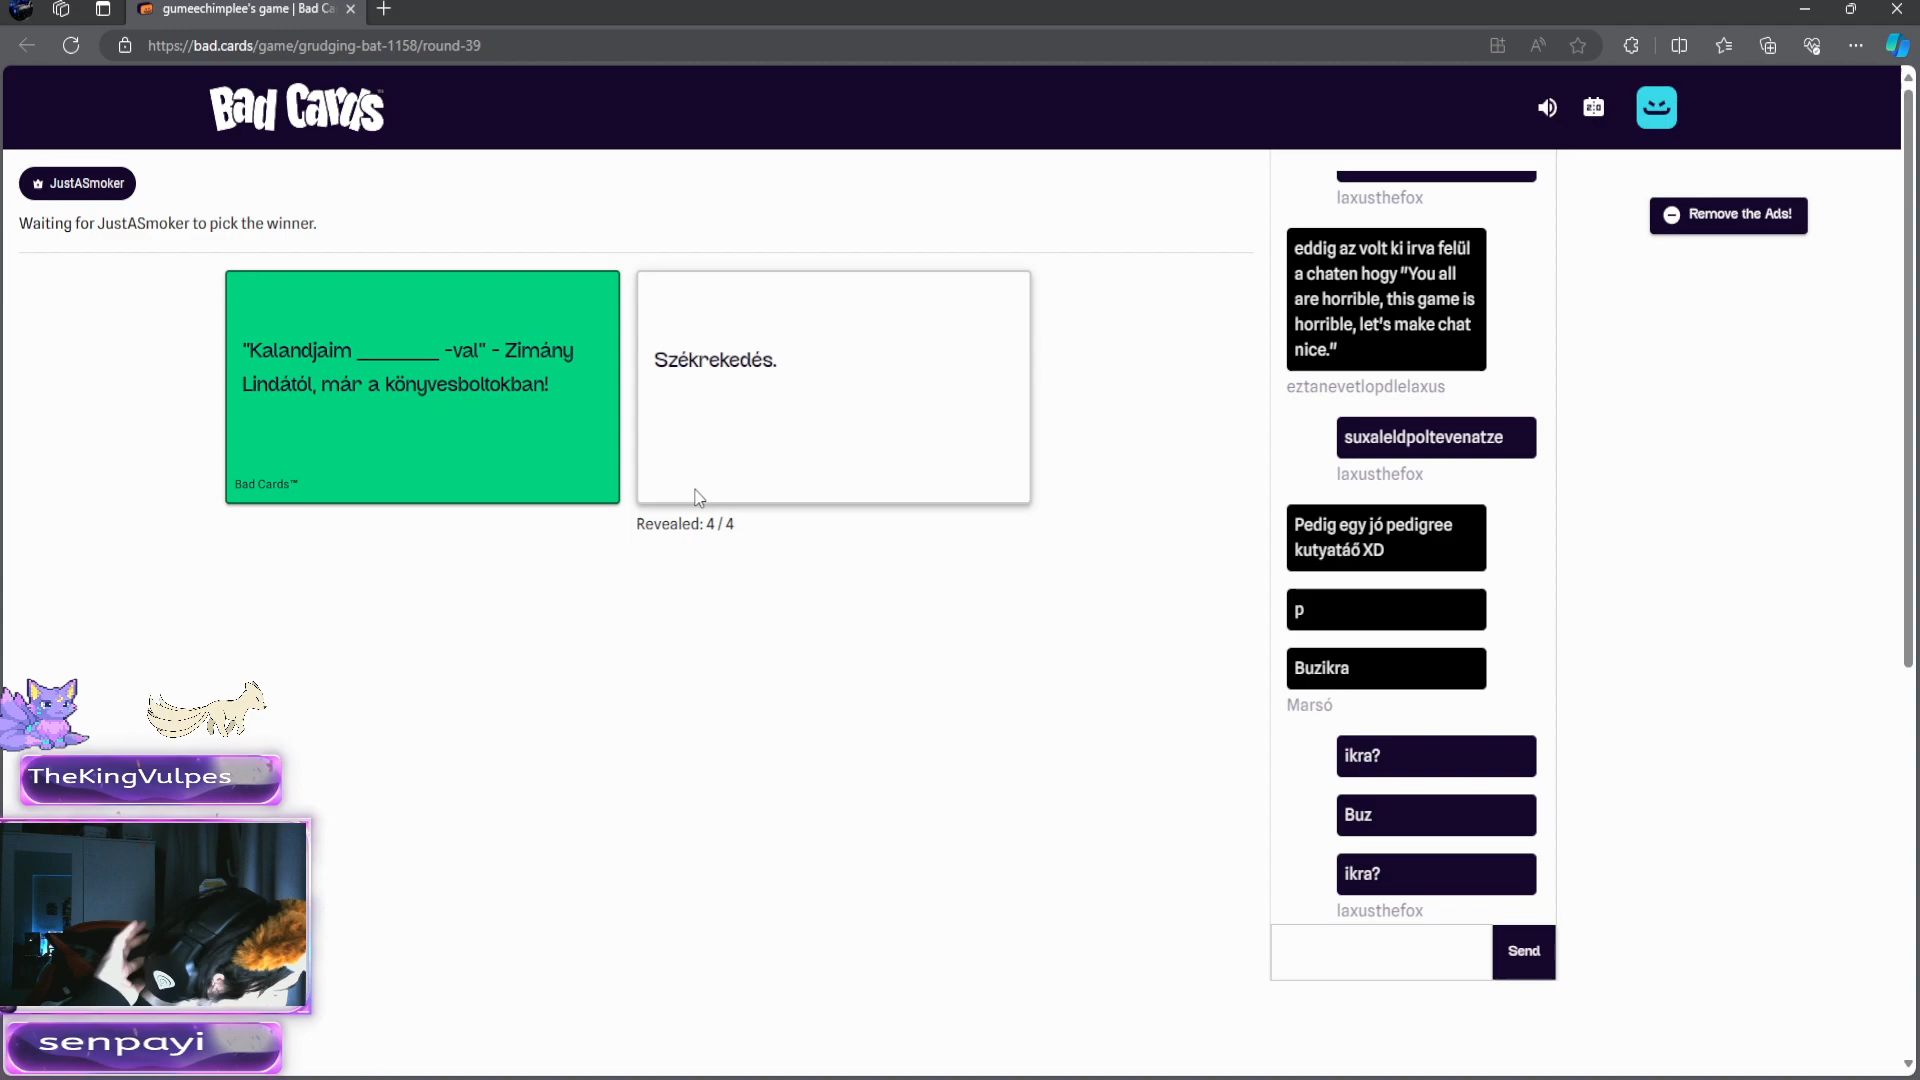 gumeechimplee's game | Bad Ca
https://bad.cards/game/grudging-bat-1158/round-39
Bad Cards
JustASmoker
Waiting for JustASmoker to pick the winner.
"Kalandjaim ________ -val" - Zimány
Lindától, már a könyvesboltokban!
Bad Cards™
Székrekedés.
Revealed: 4 / 4
laxusthefox
eddig az volt ki irva felül
a chaten hogy "You all
are horrible, this game is
horrible, let's make chat
nice."
eztanevetlopdlelaxus
suxaleldpoltevenatze
laxusthefox
Pedig egy jó pedigree
kutyatáő XD
p
Buzikra
Marsó
ikra?
Buz
ikra?
laxusthefox
Send
Remove the Ads!
TheKingVulpes
senpayi